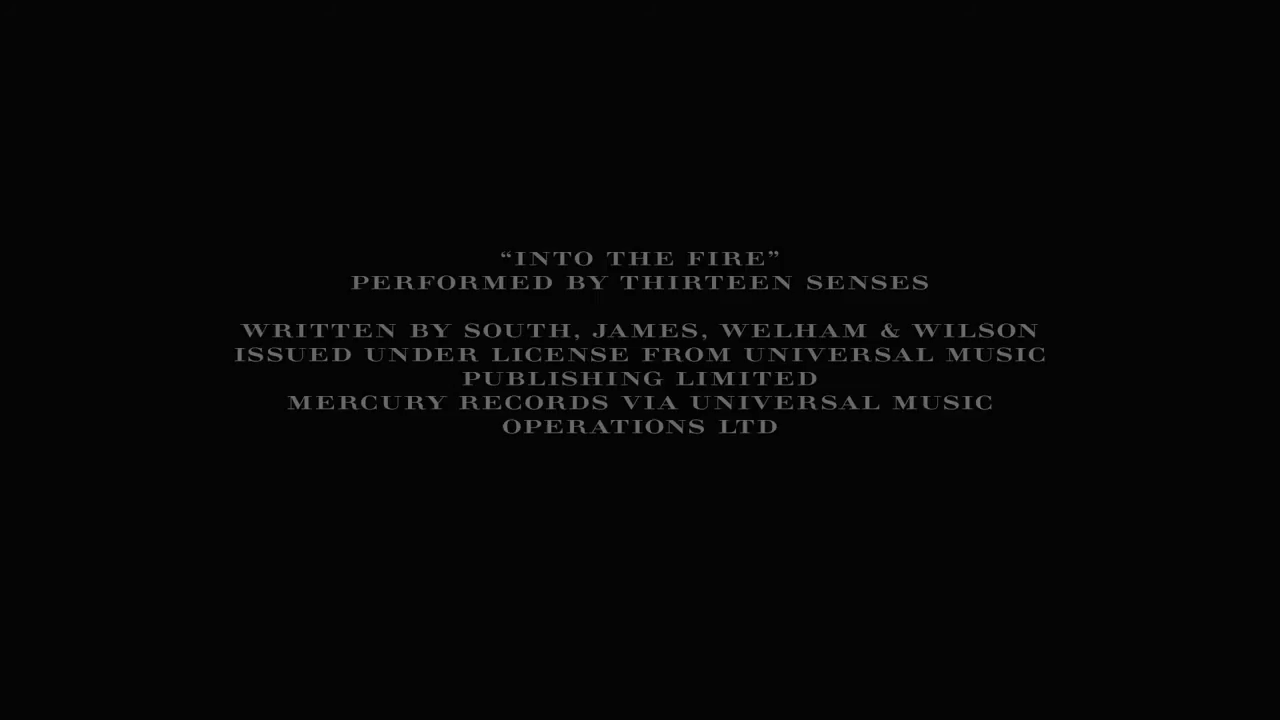 “INTO THE FIRE”
PERFORMED BY THIRTEEN SENSES
WRITTEN BY SOUTH, JAMES, WELHAM & WILSON
ISSUED UNDER LICENSE FROM UNIVERSAL MUSIC
PUBLISHING LIMITED
MERCURY RECORDS VIA UNIVERSAL MUSIC
OPERATIONS LTD